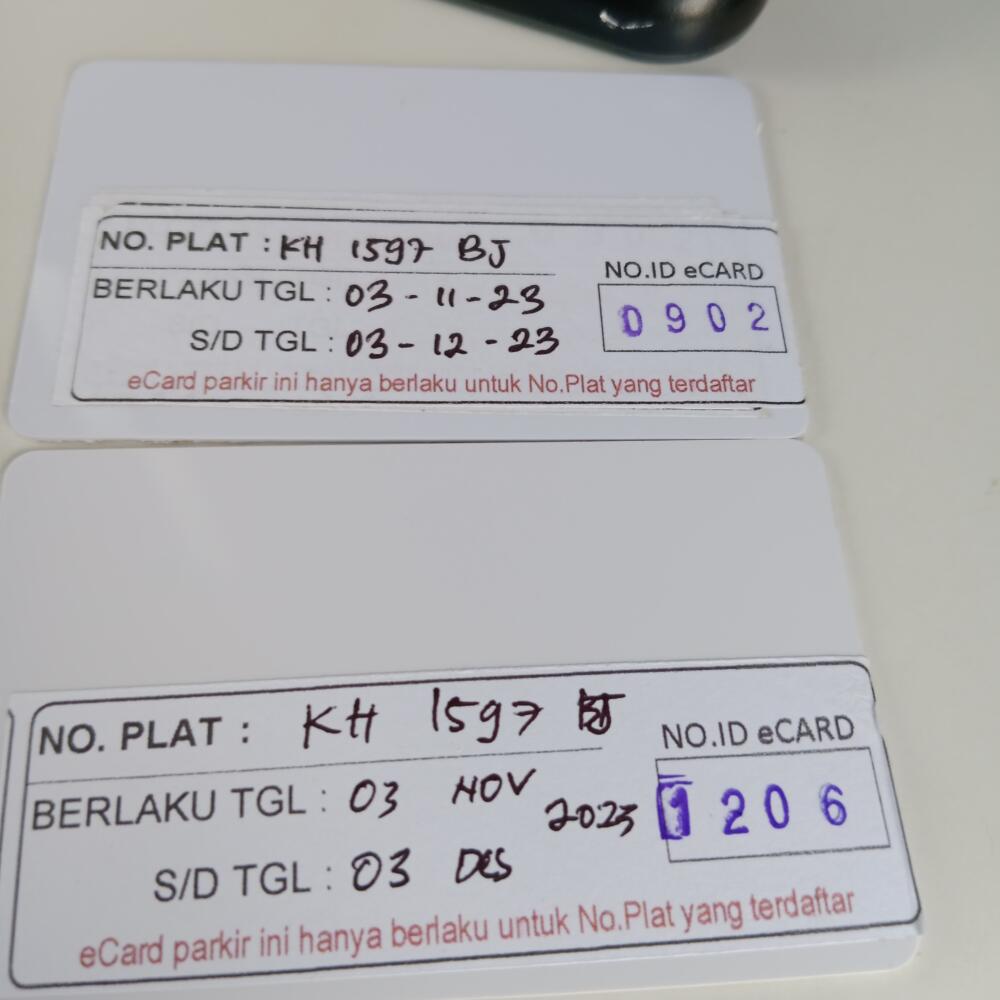 NO. PLAT : KH 1597 BJ
NO.ID eCARD
BERLAKU TGL : 03-11-23
0902
S/D TGL : 03-12-23
eCard parkir ini hanya berlaku untuk No.Plat yang terdaftar
NO. PLAT : KH 1597 BJ
NO.ID eCARD
BERLAKU TGL : 03 NOV 2023
1206
S/D TGL : 03 DES
eCard parkir ini hanya berlaku untuk No.Plat yang terdaftar